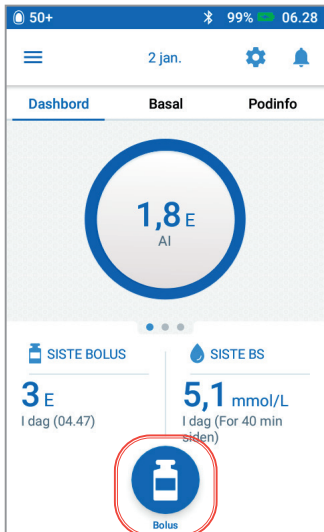 50+ 99% 06.28
2 jan.
Dashbord Basal Podinfo
1,8 E
AI
SISTE BOLUS
3 E
I dag (04.47)
SISTE BS
5,1 mmol/L
I dag (For 40 min
siden)
Bolus